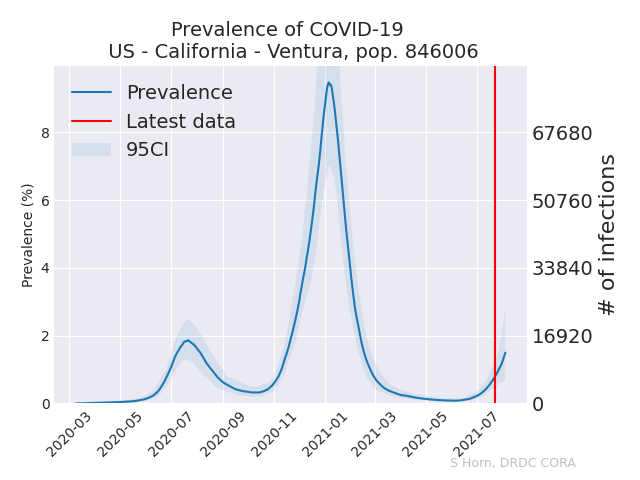 Prevalence of COVID-19
US - California - Ventura, pop. 846006
Prevalence
Latest data
95CI
Prevalence (%)
8
6
4
2
0
67680
50760
33840
16920
0
# of infections
2020-03
2020-05
2020-07
2020-09
2020-11
2021-01
2021-03
2021-05
2021-07
S Horn, DRDC CORA